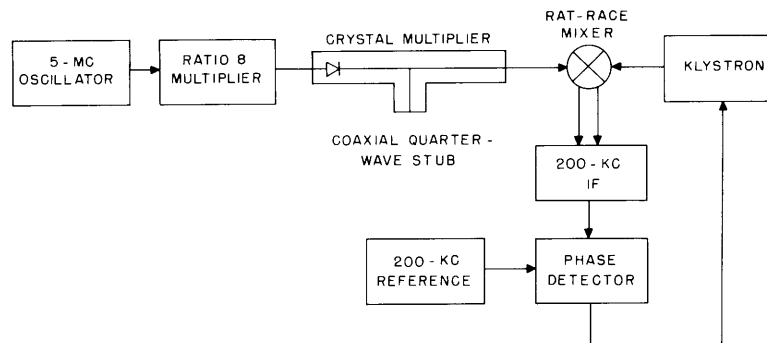 5-MC
OSCILLATOR
RATIO 8
MULTIPLIER
CRYSTAL MULTIPLIER
COAXIAL QUARTER-
WAVE STUB
RAT-RACE
MIXER
KLYSTRON
200-KC
IF
200-KC
REFERENCE
PHASE
DETECTOR